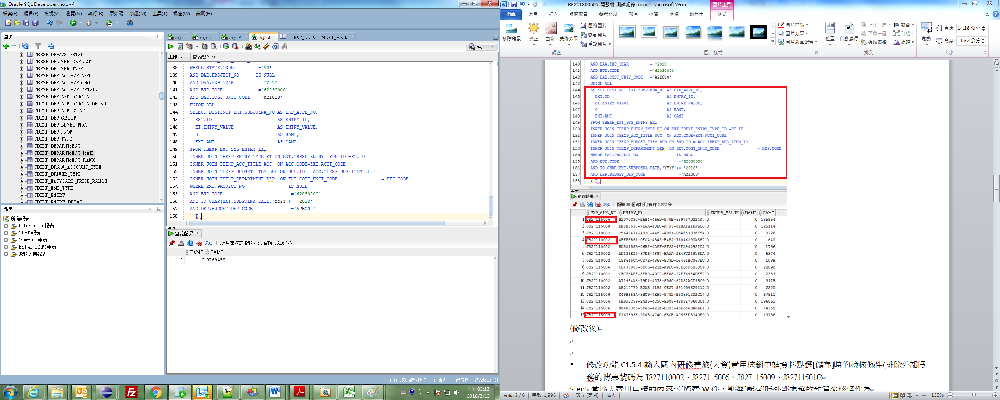 Oracle SQL Developer : exp~4
檔案(F) 編輯(E) 檢視(V) 瀏覽(N) 執行(R) 原始碼 小組(M) 工具(T) 視窗(W) 說明(H)
連線
TBEXP_DEFASS_DETAIL
TBEXP_DELIVER_DAYLIST
TBEXP_DELIVER_TYPE
TBEXP_DEP_ACCEXP_APPL
TBEXP_DEP_ACCEXP_CHG
TBEXP_DEP_ACCEXP_DETAIL
TBEXP_DEP_APPL_QUOTA
TBEXP_DEP_APPL_QUOTA_DETAIL
TBEXP_DEP_APPL_STATE
TBEXP_DEP_GROUP
TBEXP_DEP_LEVEL_PROP
TBEXP_DEP_PROP
TBEXP_DEP_TYPE
TBEXP_DEPARTMENT
TBEXP_DEPARTMENT_MAIL
TBEXP_DEPARTMENT_RANK
TBEXP_DRAW_ACCOUNT_TYPE
TBEXP_DRIVER_TYPE
TBEXP_EASYCARD_PRICE_RANGE
TBEXP_EMP_TYPE
TBEXP_ENTRY
TBEXP_ENTRY_DETAIL
報表
所有報表
Data Modeler 報表
OLAP 報表
TimesTen 報表
使用者定義的報表
資料字典報表
exp exp~2 exp~3 exp~4 TBEXP_DEPARTMENT_MAIL
exp
工作表 查詢製作器
138 WHERE STATE.CODE ='90'
139 AND DAD.PROJECT_NO IS NULL
140 AND DAA.EXP_YEAR = '2018'
141 AND BUD.CODE ='62030000'
142 AND DAD.COST_UNIT_CODE ='A2E000'
143 UNION ALL
144 SELECT DISTINCT EXT.SUBPOENA_NO AS EXP_APPL_NO,
145 EXT.ID AS ENTRY_ID,
146 ET.ENTRY_VALUE AS ENTRY_VALUE,
147 0 AS BAMT,
148 EXT.AMT AS CAMT
149 FROM TBEXP_EXT_SYS_ENTRY EXT
150 INNER JOIN TBEXP_ENTRY_TYPE ET ON EXT.TBEXP_ENTRY_TYPE_ID =ET.ID
151 INNER JOIN TBEXP_ACC_TITLE ACC ON ACC.CODE=EXT.ACCT_CODE
152 INNER JOIN TBEXP_BUDGET_ITEM BUD ON BUD.ID = ACC.TBEXP_BUG_ITEM_ID
153 INNER JOIN TBEXP_DEPARTMENT DEP ON EXT.COST_UNIT_CODE = DEP.CODE
154 WHERE EXT.PROJECT_NO IS NULL
155 AND BUD.CODE ='62030000'
156 AND TO_CHAR(EXT.SUBPOENA_DATE,'YYYY')= '2018'
157 AND DEP.BUDGET_DEP_CODE ='A2E000'
158 ) T
查詢結果
SQL 所有擷取的資料列: 1 費時 13.267 秒
BAMT CAMT
1 0 9769459
行 158, 資料欄 7 插入 已修改 Windows: CF
下午 03:13
2018/3/13
RE201800605_開發機_測試紀錄.docx - Microsoft Word
圖片工具
檔案 常用 插入 版面配置 參考資料 郵件 校閱 檢視 增益集 格式
移除背景 校正 色彩 美術效果 壓縮圖片 變更圖片 重設圖片
調整
圖片樣式
圖片框線 圖片效果 圖片版面配置
位置 自動換行 上移一層 下移一層 選取窗格 對齊 群組 旋轉
排列
裁剪 高度: 14.18 公分 寬度: 11.32 公分
大小
140 AND DAA.EXP_YEAR = '2018'
141 AND BUD.CODE ='62030000'
142 AND DAD.COST_UNIT_CODE ='A2E000'
143 UNION ALL
144 SELECT DISTINCT EXT.SUBPOENA_NO AS EXP_APPL_NO,
145 EXT.ID AS ENTRY_ID,
146 ET.ENTRY_VALUE AS ENTRY_VALUE,
147 0 AS BAMT,
148 EXT.AMT AS CAMT
149 FROM TBEXP_EXT_SYS_ENTRY EXT
150 INNER JOIN TBEXP_ENTRY_TYPE ET ON EXT.TBEXP_ENTRY_TYPE_ID =ET.ID
151 INNER JOIN TBEXP_ACC_TITLE ACC ON ACC.CODE=EXT.ACCT_CODE
152 INNER JOIN TBEXP_BUDGET_ITEM BUD ON BUD.ID = ACC.TBEXP_BUG_ITEM_ID
153 INNER JOIN TBEXP_DEPARTMENT DEP ON EXT.COST_UNIT_CODE = DEP.CODE
154 WHERE EXT.PROJECT_NO IS NULL
155 AND BUD.CODE ='62030000'
156 AND TO_CHAR(EXT.SUBPOENA_DATE,'YYYY')= '2018'
157 AND DEP.BUDGET_DEP_CODE ='A2E000'
158 ) T
查詢結果
SQL 擷取 50 個資料列 費時 3.933 秒
EXP_APPL_NO ENTRY_ID ENTRY_VALUE BAMT CAMT
1 J827115006 B207CC3C-E6B4-466D-970E-559737D324A7 D 0 135954
2 J827115009 DE8B853C-7E6A-43EC-A7F3-8EBAFA1FF600 D 0 125114
3 J827110002 256A7474-A32C-4487-AD51-DBAE53D38F54 D 0 3726
4 J827110002 4FFBEB51-0ECA-4343-B4B2-71046290A387 D 0 640
5 J827110002 BA58155B-06B2-4A8F-8F22-45FA94492202 D 0 1756
6 J827110002 AD138E29-67E6-4F87-BAAA-2E4FC24913DA D 0 5374
7 J827110002 15F615CA-CD7E-4868-923D-D8461BCA67EC D 0 1039
8 J827115006 CD436063-8FC6-421E-A9DC-90EB8F5B1056 D 0 22898
9 J827110002 CFCF6AEE-8EB0-49C7-BE08-22EF6984DF57 D 0 2333
10 J827110002 A71984A6-79E1-4D78-8D6C-87D82ACD9509 D 0 3175
11 J827110002 A521977D-B2AB-4183-9E27-5319D9629412 D 0 2320
12 J827115009 C49B653A-5BC9-4EF0-9782-B93591202CC4 D 0 37511
13 J827115006 FEBFB259-2A25-4C5C-9B83-4FD3E7060D01 D 0 196861
14 J827115006 9F40538B-5F66-421E-B0F3-4BD656BA6461 D 0 74765
15 J827115009 F267893E-9D0B-474C-8BCE-AC55EE3040E9 D 0 13736
(修改後)
修改功能 C1.5.4 輸入國內研修差旅(人資)費用核銷申請資料點選[儲存]時的檢核條件(排除外部帳
務的傳票號碼為 J827110002、J827115006、J827115009、J827115010)
Step5 當輸入費用申請的內容:交際費 W 件，點選[儲存]時外部帳務的預算檢核條件為
頁面: 3 / 6 字數: 1,996 英文 (美國) 插入 130%